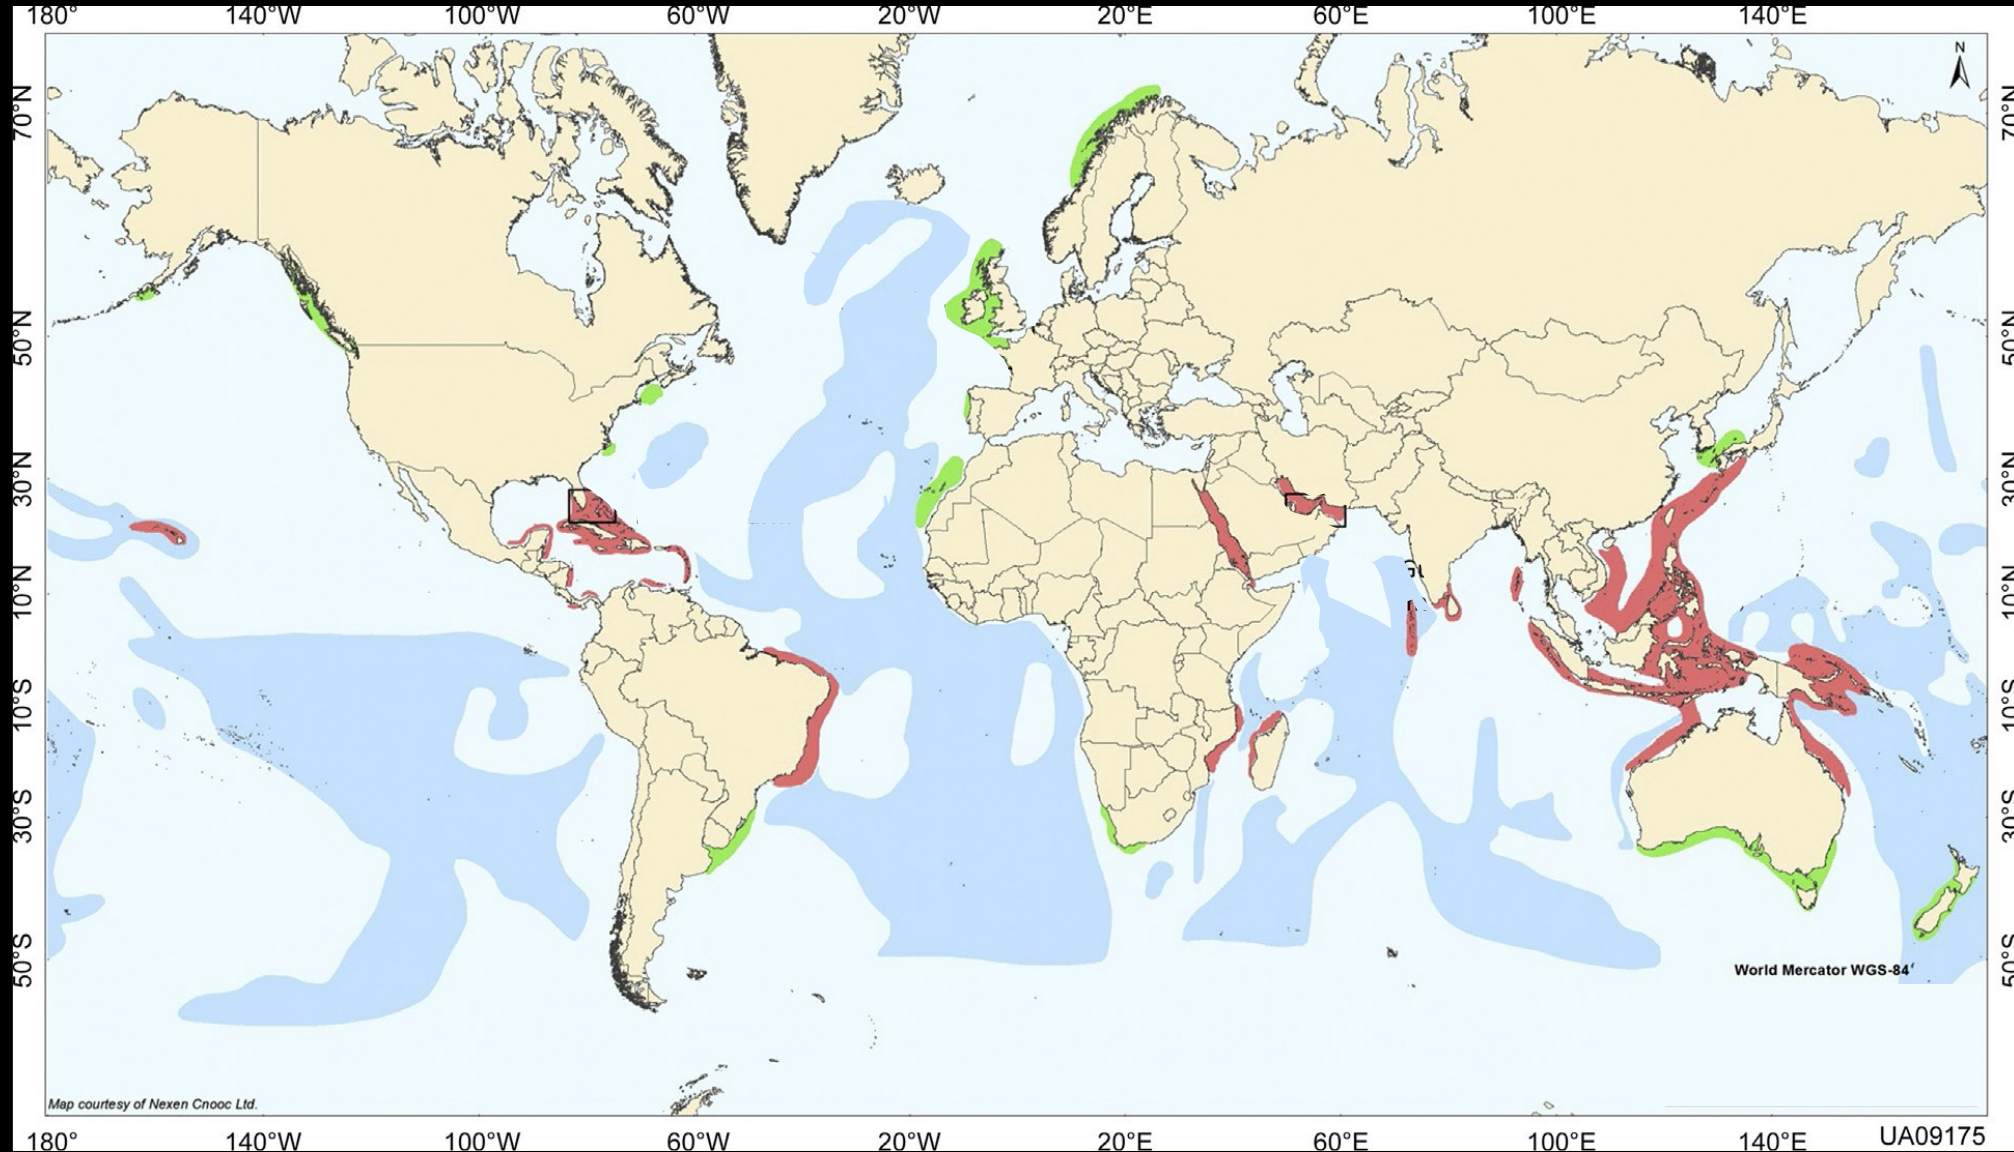 180° 140°W 100°W 60°W 20°W 20°E 60°E 100°E 140°E
N
70°N 70°N
50°N 50°N
30°N 30°N
10°N 10°N
10°S 10°S
30°S 30°S
50°S 50°S
World Mercator WGS-84
Map courtesy of Nexen Cnooc Ltd.
180° 140°W 100°W 60°W 20°W 20°E 60°E 100°E 140°E UA09175